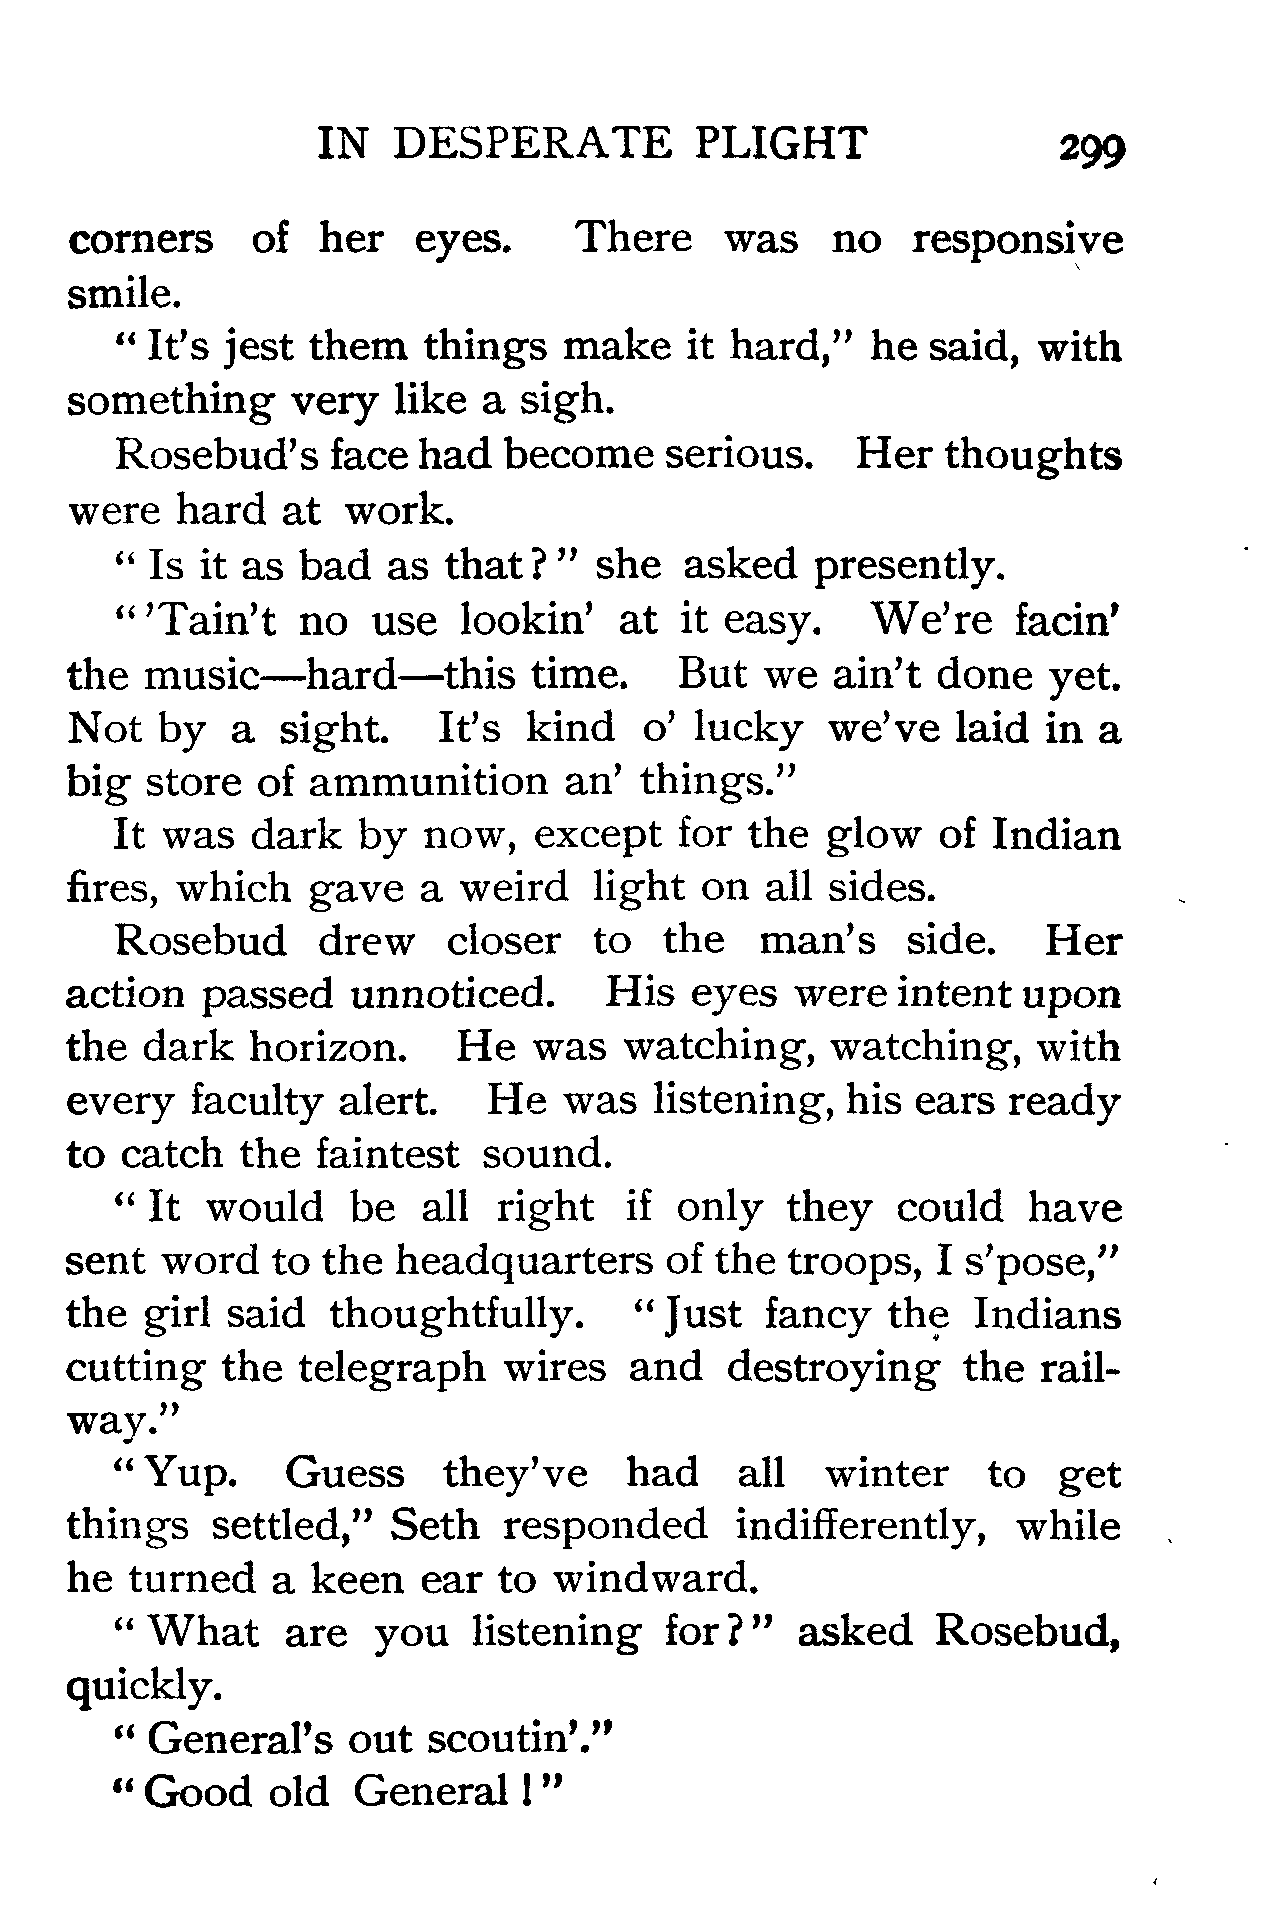 IN DESPERATE PLIGHT 299
corners of her eyes. There was no responsive
smile.
“ It's jest them things make it hard,” he said, with
something very like a sigh.
Rosebud's face had become serious. Her thoughts
were hard at work.
“ Is it as bad as that? ” she asked presently.
“ 'Tain't no use lookin' at it easy. We're facin'
the music—hard—this time. But we ain't done yet.
Not by a sight. It's kind o' lucky we've laid in a
big store of ammunition an' things.”
It was dark by now, except for the glow of Indian
fires, which gave a weird light on all sides.
Rosebud drew closer to the man's side. Her
action passed unnoticed. His eyes were intent upon
the dark horizon. He was watching, watching, with
every faculty alert. He was listening, his ears ready
to catch the faintest sound.
“ It would be all right if only they could have
sent word to the headquarters of the troops, I s'pose,”
the girl said thoughtfully. “ Just fancy the Indians
cutting the telegraph wires and destroying the rail-
way.”
“ Yup. Guess they've had all winter to get
things settled,” Seth responded indifferently, while
he turned a keen ear to windward.
“ What are you listening for? ” asked Rosebud,
quickly.
“ General's out scoutin'.”
“ Good old General ! ”